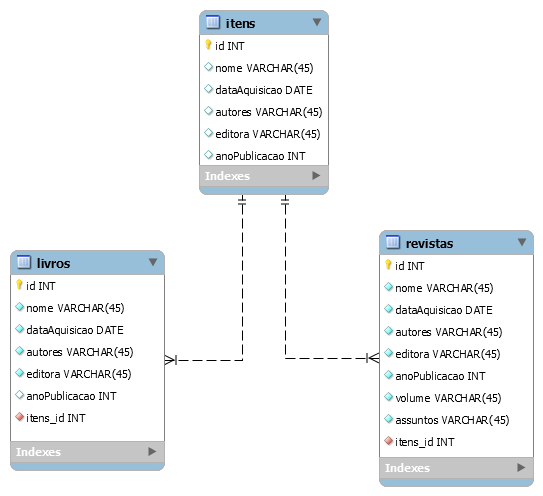 itens
id INT
nome VARCHAR(45)
dataAquisicao DATE
autores VARCHAR(45)
editora VARCHAR(45)
anoPublicacao INT
Indexes
livros
id INT
nome VARCHAR(45)
dataAquisicao DATE
autores VARCHAR(45)
editora VARCHAR(45)
anoPublicacao INT
itens_id INT
Indexes
revistas
id INT
nome VARCHAR(45)
dataAquisicao DATE
autores VARCHAR(45)
editora VARCHAR(45)
anoPublicacao INT
volume VARCHAR(45)
assuntos VARCHAR(45)
itens_id INT
Indexes